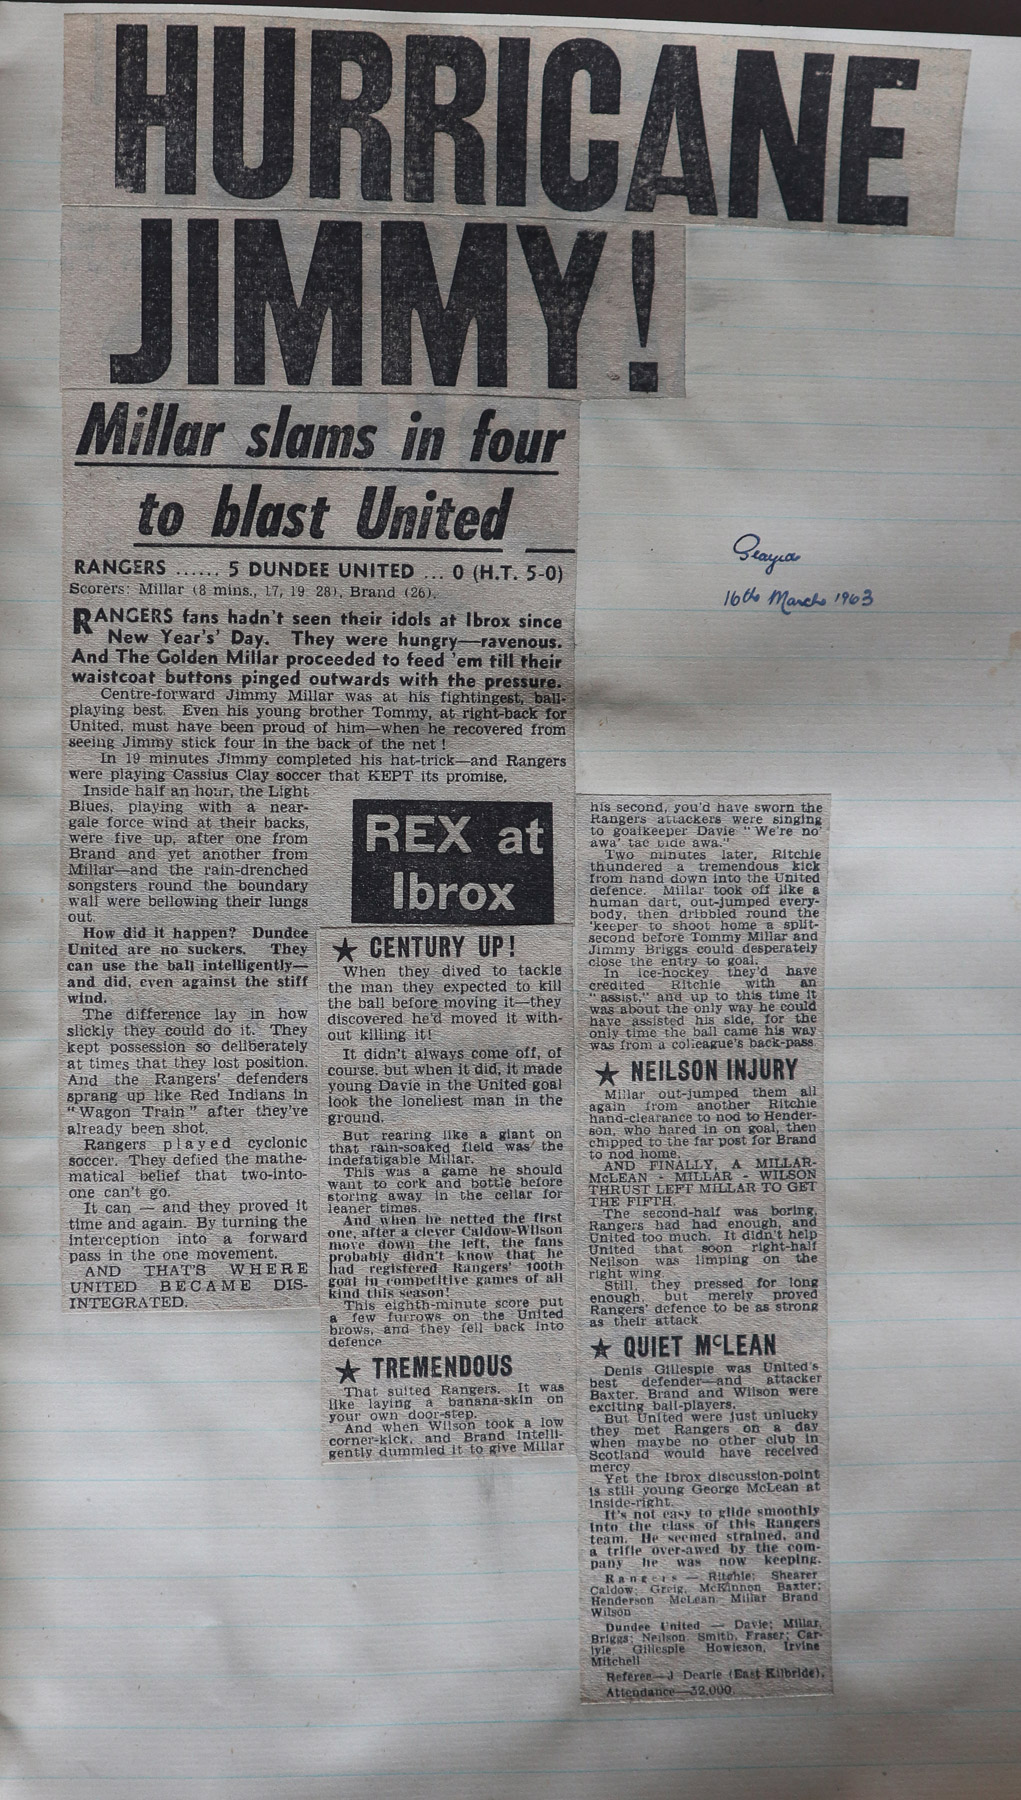 HURRICANE
JIMMY!
Millar slams in four
to blast United
RANGERS ...... 5 DUNDEE UNITED ... 0 (H.T. 5-0)
Scorers: Millar (8 mins., 17, 19 28), Brand (26).
RANGERS fans hadn't seen their idols at Ibrox since
New Year's' Day. They were hungry—ravenous.
And The Golden Millar proceeded to feed 'em till their
waistcoat buttons pinged outwards with the pressure.
Centre-forward Jimmy Millar was at his fightingest, ball-
playing best. Even his young brother Tommy, at right-back for
United, must have been proud of him—when he recovered from
seeing Jimmy stick four in the back of the net!
In 19 minutes Jimmy completed his hat-trick—and Rangers
were playing Cassius Clay soccer that KEPT its promise.
Inside half an hour, the Light
Blues, playing with a near-
gale force wind at their backs,
were five up, after one from
Brand and yet another from
Millar—and the rain-drenched
songsters round the boundary
wall were bellowing their lungs
out.
How did it happen? Dundee
United are no suckers. They
can use the ball intelligently—
and did, even against the stiff
wind.
The difference lay in how
slickly they could do it. They
kept possession so deliberately
at times that they lost position.
And the Rangers' defenders
sprang up like Red Indians in
"Wagon Train" after they've
already been shot.
Rangers played cyclonic
soccer. They defied the mathe-
matical belief that two-into-
one can't go.
It can — and they proved it
time and again. By turning the
interception into a forward
pass in the one movement.
AND THAT'S WHERE
UNITED BECAME DIS-
INTEGRATED.
REX at
Ibrox
★ CENTURY UP!
When they dived to tackle
the man they expected to kill
the ball before moving it—they
discovered he'd moved it with-
out killing it!
It didn't always come off, of
course, but when it did, it made
young Davie in the United goal
look the loneliest man in the
ground.
But rearing like a giant on
that rain-soaked field was the
indefatigable Millar.
This was a game he should
want to cork and bottle before
storing away in the cellar for
leaner times.
And when he netted the first
one, after a clever Caldow-Wilson
move down the left, the fans
probably didn't know that he
had registered Rangers' 100th
goal in competitive games of all
kind this season!
This eighth-minute score put
a few furrows on the United
brows, and they fell back into
defence
★ TREMENDOUS
That suited Rangers. It was
like laying a banana-skin on
your own door-step.
And when Wilson took a low
corner-kick, and Brand intelli-
gently dummied it to give Millar
his second, you'd have sworn the
Rangers attackers were singing
to goalkeeper Davie "We're no'
awa' tae bide awa."
Two minutes later, Ritchie
thundered a tremendous kick
from hand down into the United
defence. Millar took off like a
human dart, out-jumped every-
body, then dribbled round the
'keeper to shoot home a split-
second before Tommy Millar and
Jimmy Briggs could desperately
close the entry to goal.
In ice-hockey they'd have
credited Ritchie with an
"assist," and up to this time it
was about the only way he could
have assisted his side, for the
only time the ball came his way
was from a colleague's back-pass.
★ NEILSON INJURY
Millar out-jumped them all
again from another Ritchie
hand-clearance to nod to Hender-
son, who hared in on goal, then
chipped to the far post for Brand
to nod home.
AND FINALLY, A MILLAR-
McLEAN - MILLAR - WILSON
THRUST LEFT MILLAR TO GET
THE FIFTH.
The second-half was boring,
Rangers had had enough, and
United too much. It didn't help
United that soon right-half
Neilson was limping on the
right wing.
Still, they pressed for long
enough, but merely proved
Rangers' defence to be as strong
as their attack
★ QUIET McLEAN
Denis Gillespie was United's
best defender—and attacker
Baxter, Brand and Wilson were
exciting ball-players.
But United were just unlucky
they met Rangers on a day
when maybe no other club in
Scotland would have received
mercy
Yet the Ibrox discussion-point
is still young George McLean at
inside-right.
It's not easy to glide smoothly
into the class of this Rangers
team. He seemed strained, and
a trifle over-awed by the com-
pany he was now keeping.
Rangers — Ritchie; Shearer
Caldow; Greig, McKinnon Baxter;
Henderson McLean Millar Brand
Wilson
Dundee United — Davie; Millar,
Briggs; Neilson, Smith, Fraser; Car-
lyle, Gillespie Howieson, Irvine
Mitchell
Referee—J Dearie (East Kilbride).
Attendance—32,000.
16th March 1963